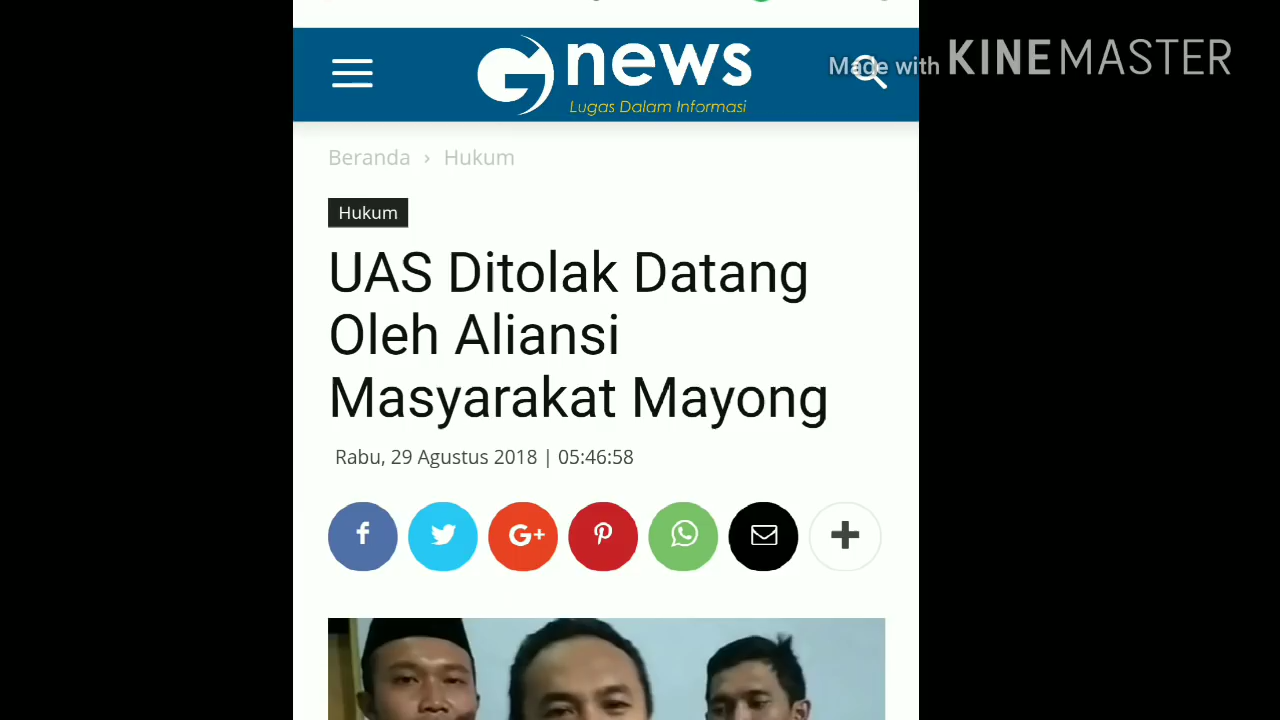 Gnews
Lugas Dalam Informasi
Made with KINEMASTER
Beranda › Hukum
Hukum
UAS Ditolak Datang
Oleh Aliansi
Masyarakat Mayong
Rabu, 29 Agustus 2018 | 05:46:58
f
G+